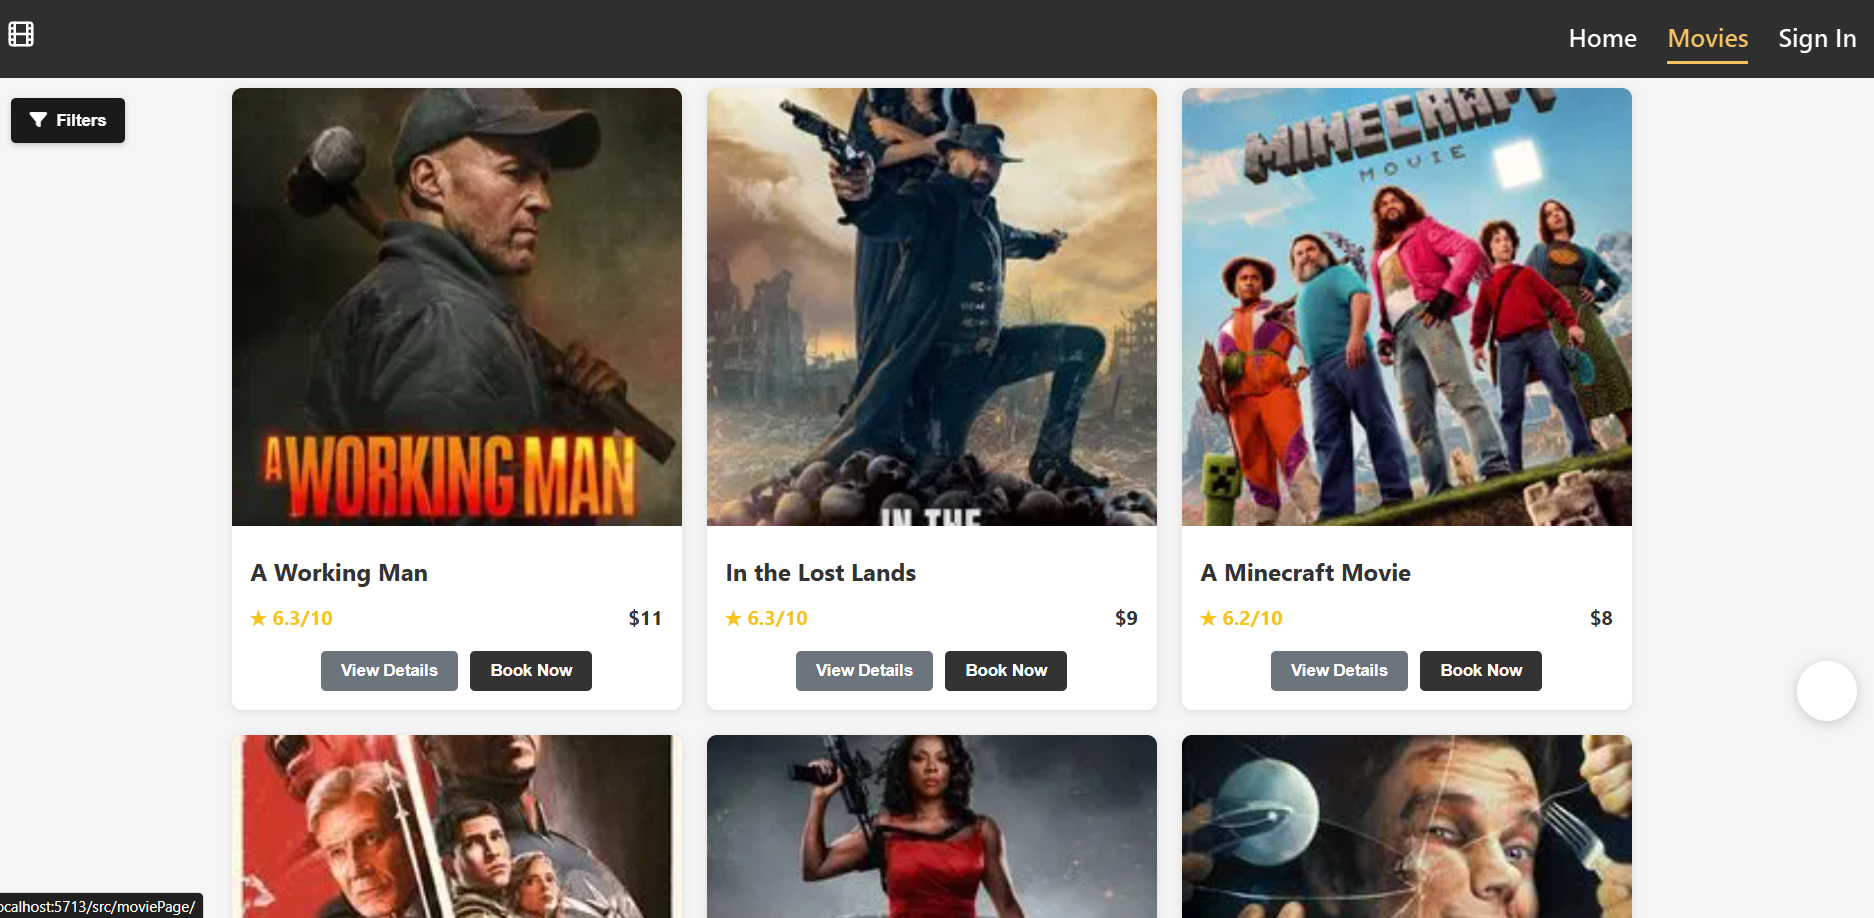 Home Movies Sign In
Filters
A WORKING MAN
IN THE
MINECRAFT
MOVIE
A Working Man
★ 6.3/10 $11
View Details Book Now
In the Lost Lands
★ 6.3/10 $9
View Details Book Now
A Minecraft Movie
★ 6.2/10 $8
View Details Book Now
ocalhost:5713/src/moviePage/